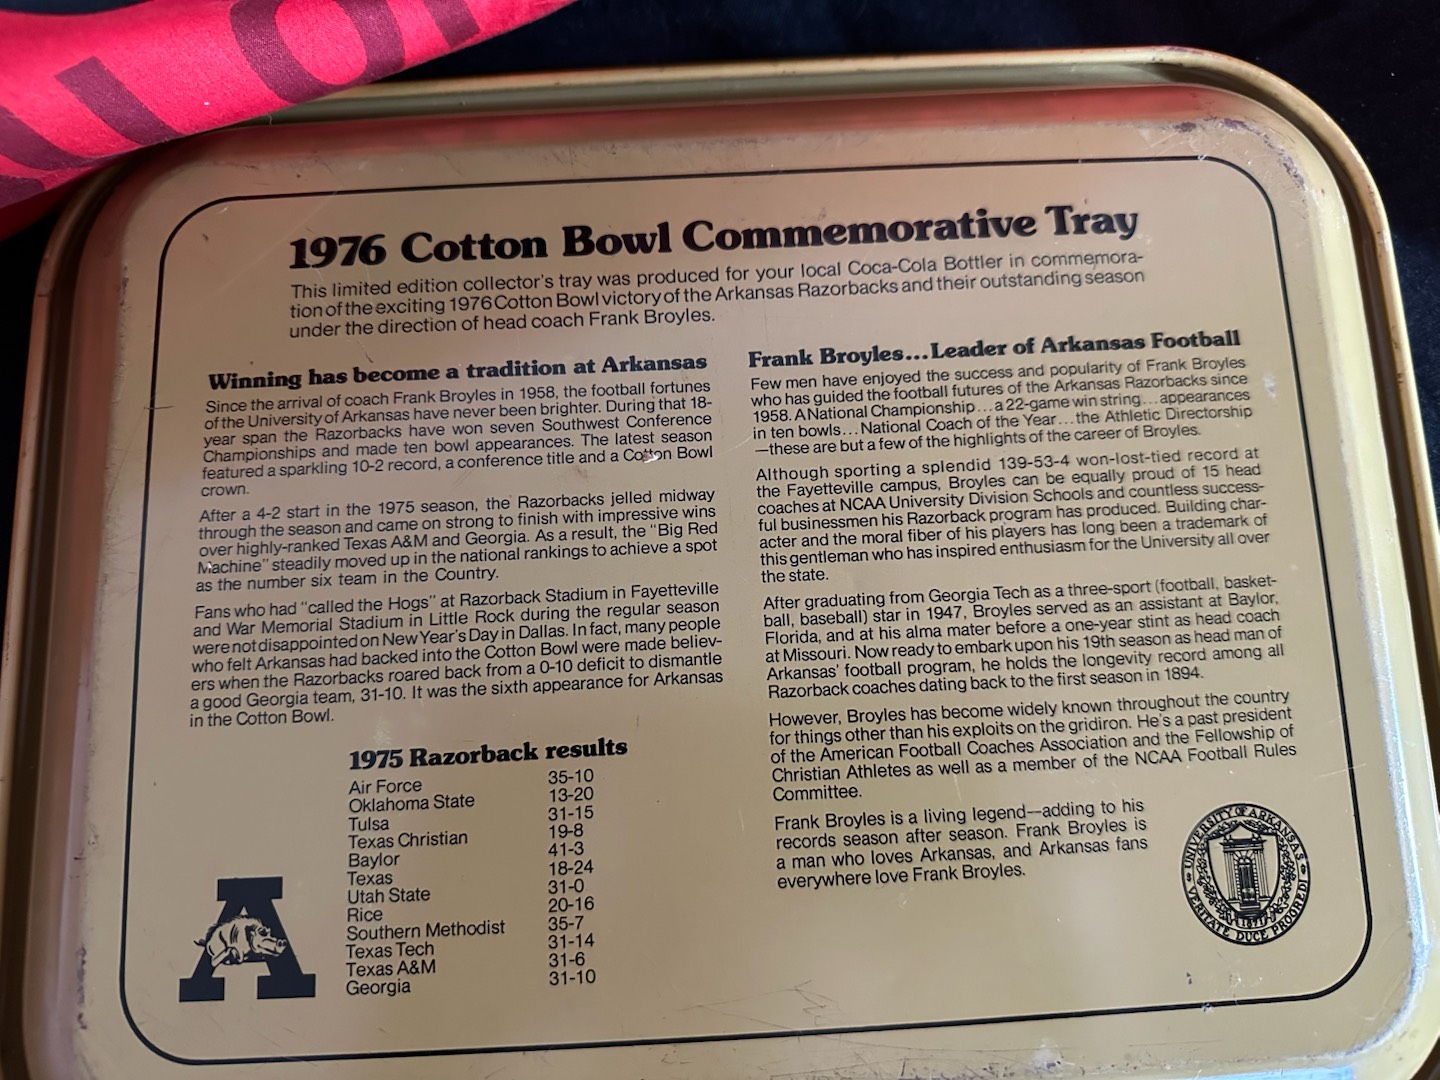 1976 Cotton Bowl Commemorative Tray
This limited edition collector's tray was produced for your local Coca-Cola Bottler in commemora-
tion of the exciting 1976 Cotton Bowl victory of the Arkansas Razorbacks and their outstanding season
under the direction of head coach Frank Broyles.
Winning has become a tradition at Arkansas
Since the arrival of coach Frank Broyles in 1958, the football fortunes
of the University of Arkansas have never been brighter. During that 18-
year span the Razorbacks have won seven Southwest Conference
Championships and made ten bowl appearances. The latest season
featured a sparkling 10-2 record, a conference title and a Cotton Bowl
crown.
After a 4-2 start in the 1975 season, the Razorbacks jelled midway
through the season and came on strong to finish with impressive wins
over highly-ranked Texas A&M and Georgia. As a result, the "Big Red
Machine" steadily moved up in the national rankings to achieve a spot
as the number six team in the Country.
Fans who had "called the Hogs" at Razorback Stadium in Fayetteville
and War Memorial Stadium in Little Rock during the regular season
were not disappointed on New Year's Day in Dallas. In fact, many people
who felt Arkansas had backed into the Cotton Bowl were made believ-
ers when the Razorbacks roared back from a 0-10 deficit to dismantle
a good Georgia team, 31-10. It was the sixth appearance for Arkansas
in the Cotton Bowl.
1975 Razorback results
Air Force 35-10
Oklahoma State 13-20
Tulsa 31-15
Texas Christian 19-8
Baylor 41-3
Texas 18-24
Utah State 31-0
Rice 20-16
Southern Methodist 35-7
Texas Tech 31-14
Texas A&M 31-6
Georgia 31-10
A
Frank Broyles...Leader of Arkansas Football
Few men have enjoyed the success and popularity of Frank Broyles
who has guided the football futures of the Arkansas Razorbacks since
1958. A National Championship...a 22-game win string...appearances
in ten bowls...National Coach of the Year...the Athletic Directorship
—these are but a few of the highlights of the career of Broyles.
Although sporting a splendid 139-53-4 won-lost-tied record at
the Fayetteville campus, Broyles can be equally proud of 15 head
coaches at NCAA University Division Schools and countless success-
ful businessmen his Razorback program has produced. Building char-
acter and the moral fiber of his players has long been a trademark of
this gentleman who has inspired enthusiasm for the University all over
the state.
After graduating from Georgia Tech as a three-sport (football, basket-
ball, baseball) star in 1947, Broyles served as an assistant at Baylor,
Florida, and at his alma mater before a one-year stint as head coach
at Missouri. Now ready to embark upon his 19th season as head man of
Arkansas' football program, he holds the longevity record among all
Razorback coaches dating back to the first season in 1894.
However, Broyles has become widely known throughout the country
for things other than his exploits on the gridiron. He's a past president
of the American Football Coaches Association and the Fellowship of
Christian Athletes as well as a member of the NCAA Football Rules
Committee.
Frank Broyles is a living legend—adding to his
records season after season. Frank Broyles is
a man who loves Arkansas, and Arkansas fans
everywhere love Frank Broyles.
UNIVERSITY OF ARKANSAS
VERITATE DUCE PROGREDI
1871